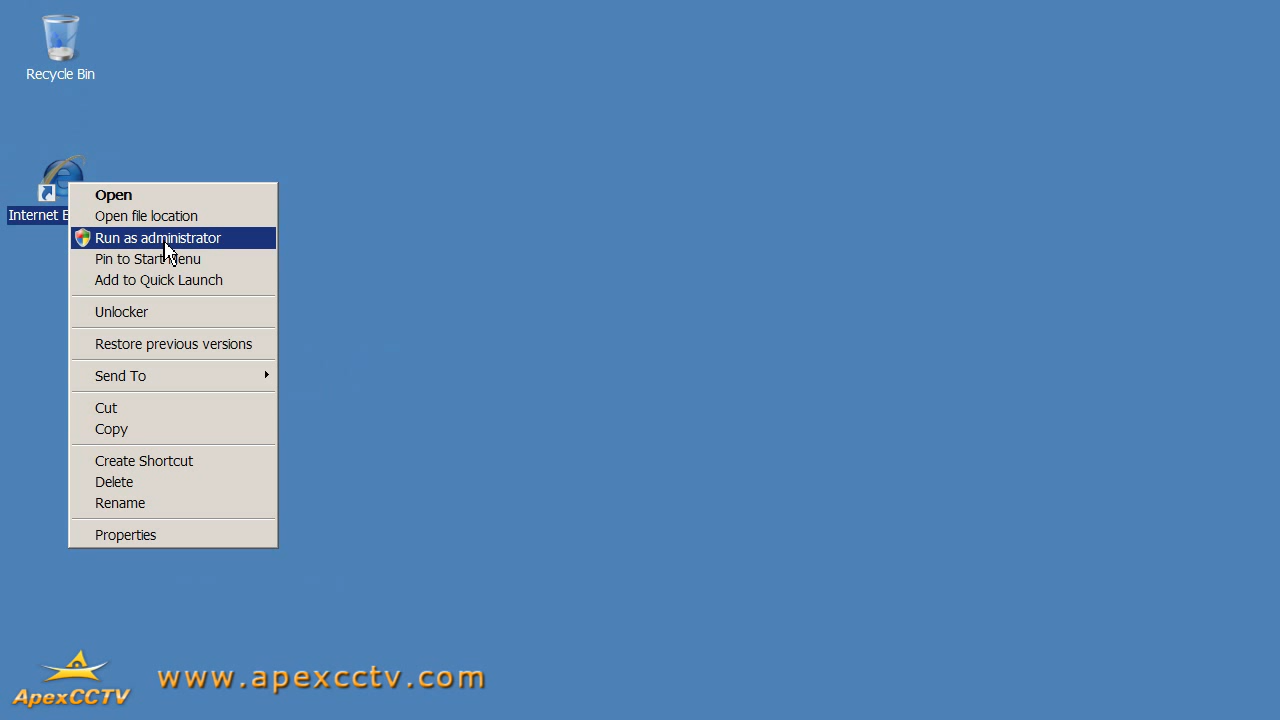 Recycle Bin
Internet E
Open
Open file location
Run as administrator
Pin to Start Menu
Add to Quick Launch
Unlocker
Restore previous versions
Send To
Cut
Copy
Create Shortcut
Delete
Rename
Properties
ApexCCTV
www.apexcctv.com